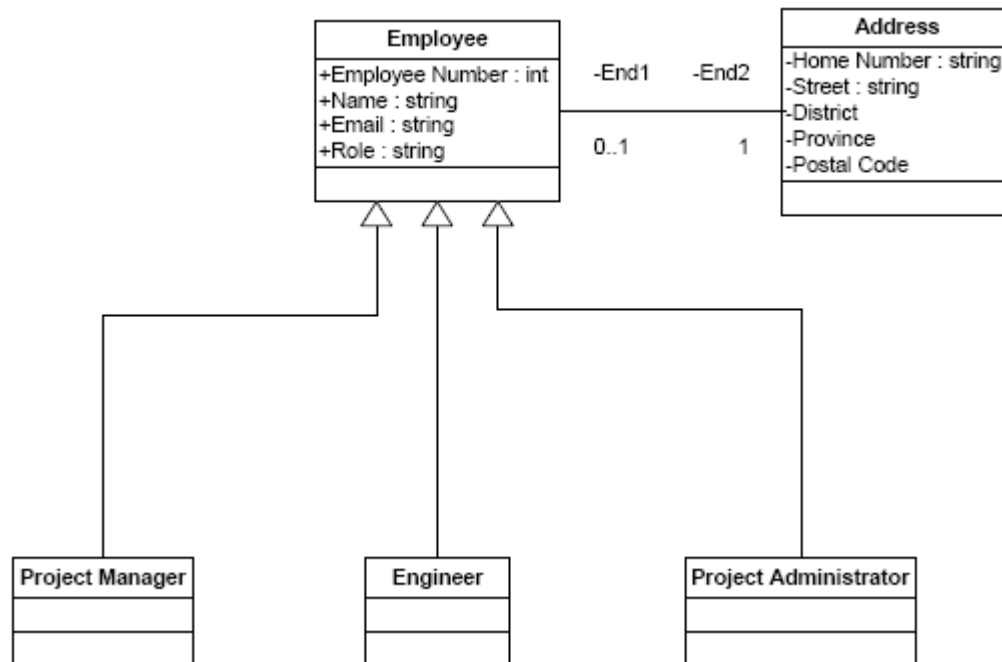 Employee
+Employee Number : int
+Name : string
+Email : string
+Role : string
-End1
-End2
0..1
1
Address
-Home Number : string
-Street : string
-District
-Province
-Postal Code
Project Manager
Engineer
Project Administrator